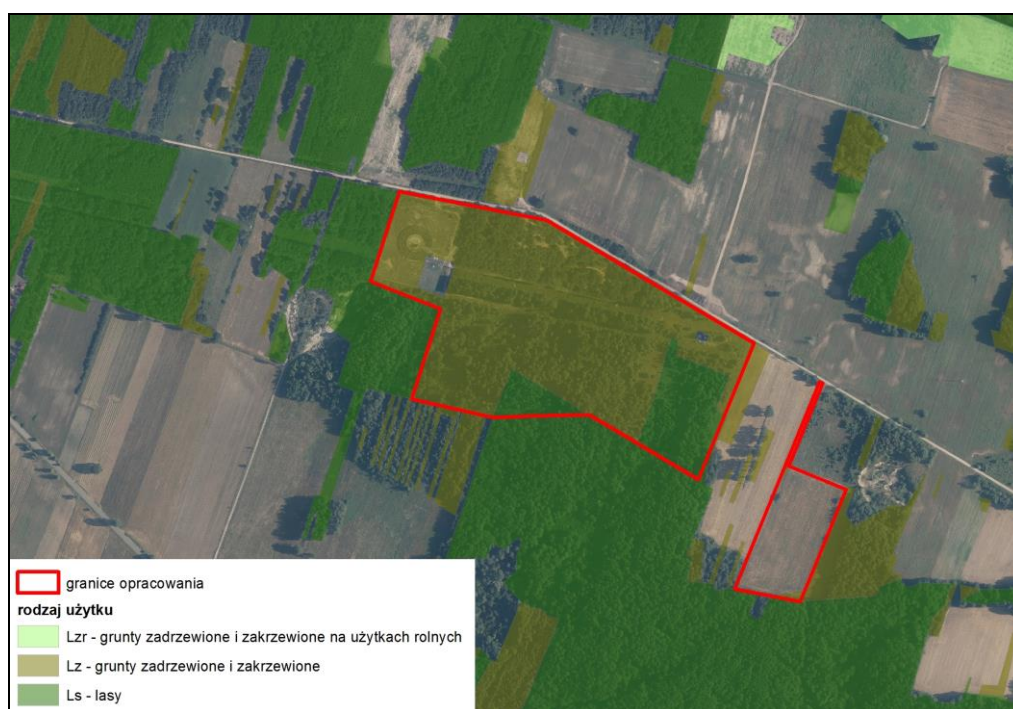 granice opracowania
rodzaj użytku
Lzr - grunty zadrzewione i zakrzewione na użytkach rolnych
Lz - grunty zadrzewione i zakrzewione
Ls - lasy